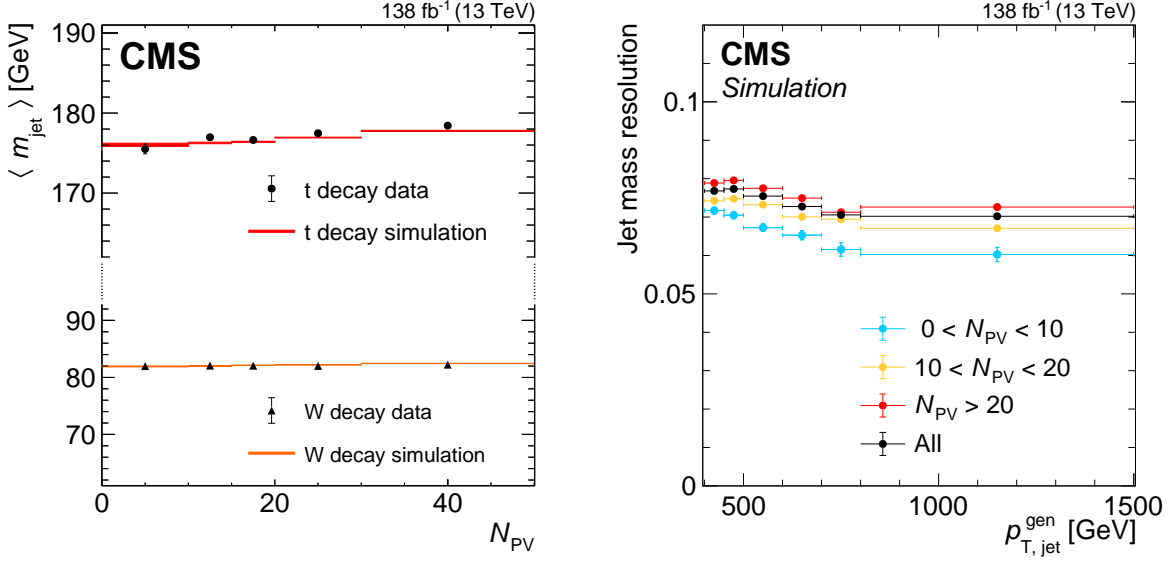 138 fb⁻¹ (13 TeV)
CMS
⟨ m_jet ⟩ [GeV]
190
180
170
90
80
70
t decay data
t decay simulation
W decay data
W decay simulation
0
20
40
N_PV
138 fb⁻¹ (13 TeV)
CMS
Simulation
Jet mass resolution
0.1
0.05
0
0 < N_PV < 10
10 < N_PV < 20
N_PV > 20
All
500
1000
1500
p_T, jet^gen [GeV]